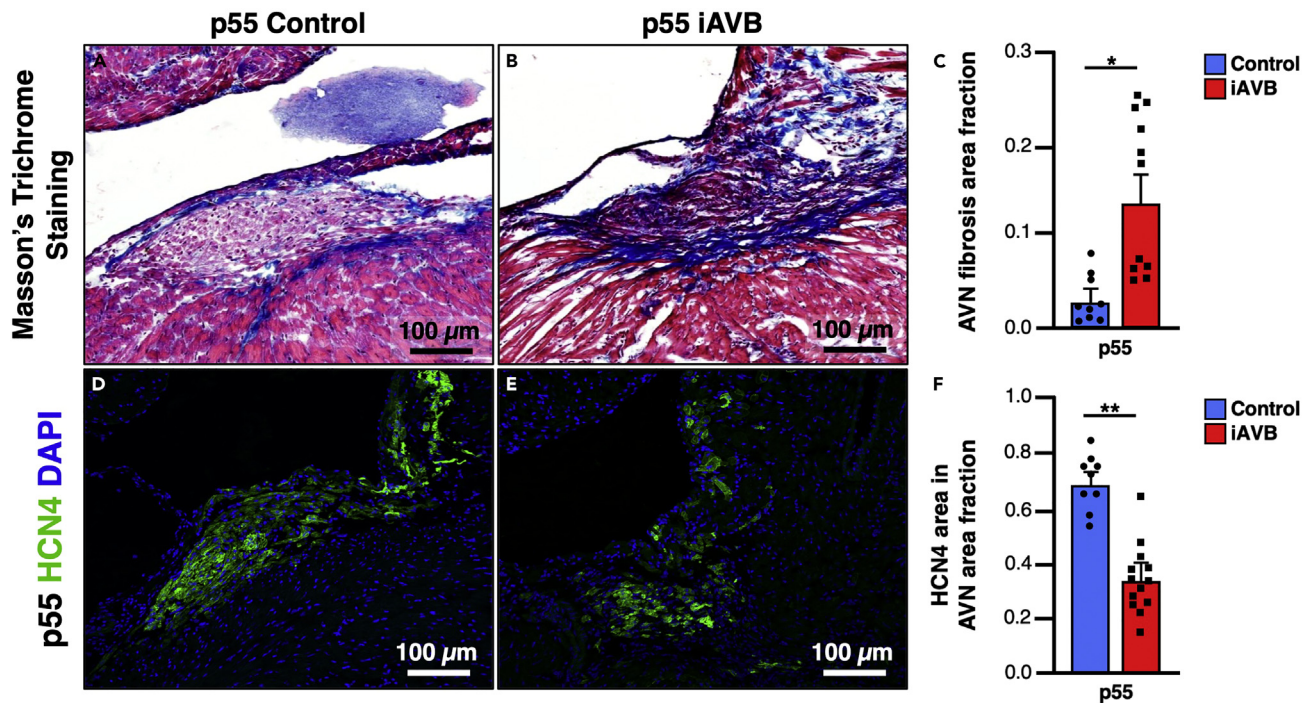 p55 Control
p55 iAVB
Masson's Trichrome
Staining
A
100 µm
B
100 µm
C
AVN fibrosis area fraction
0.3
0.2
0.1
0.0
*
p55
Control
iAVB
p55 HCN4 DAPI
D
100 µm
E
100 µm
F
HCN4 area in
AVN area fraction
1.0
0.8
0.6
0.4
0.2
0.0
**
p55
Control
iAVB